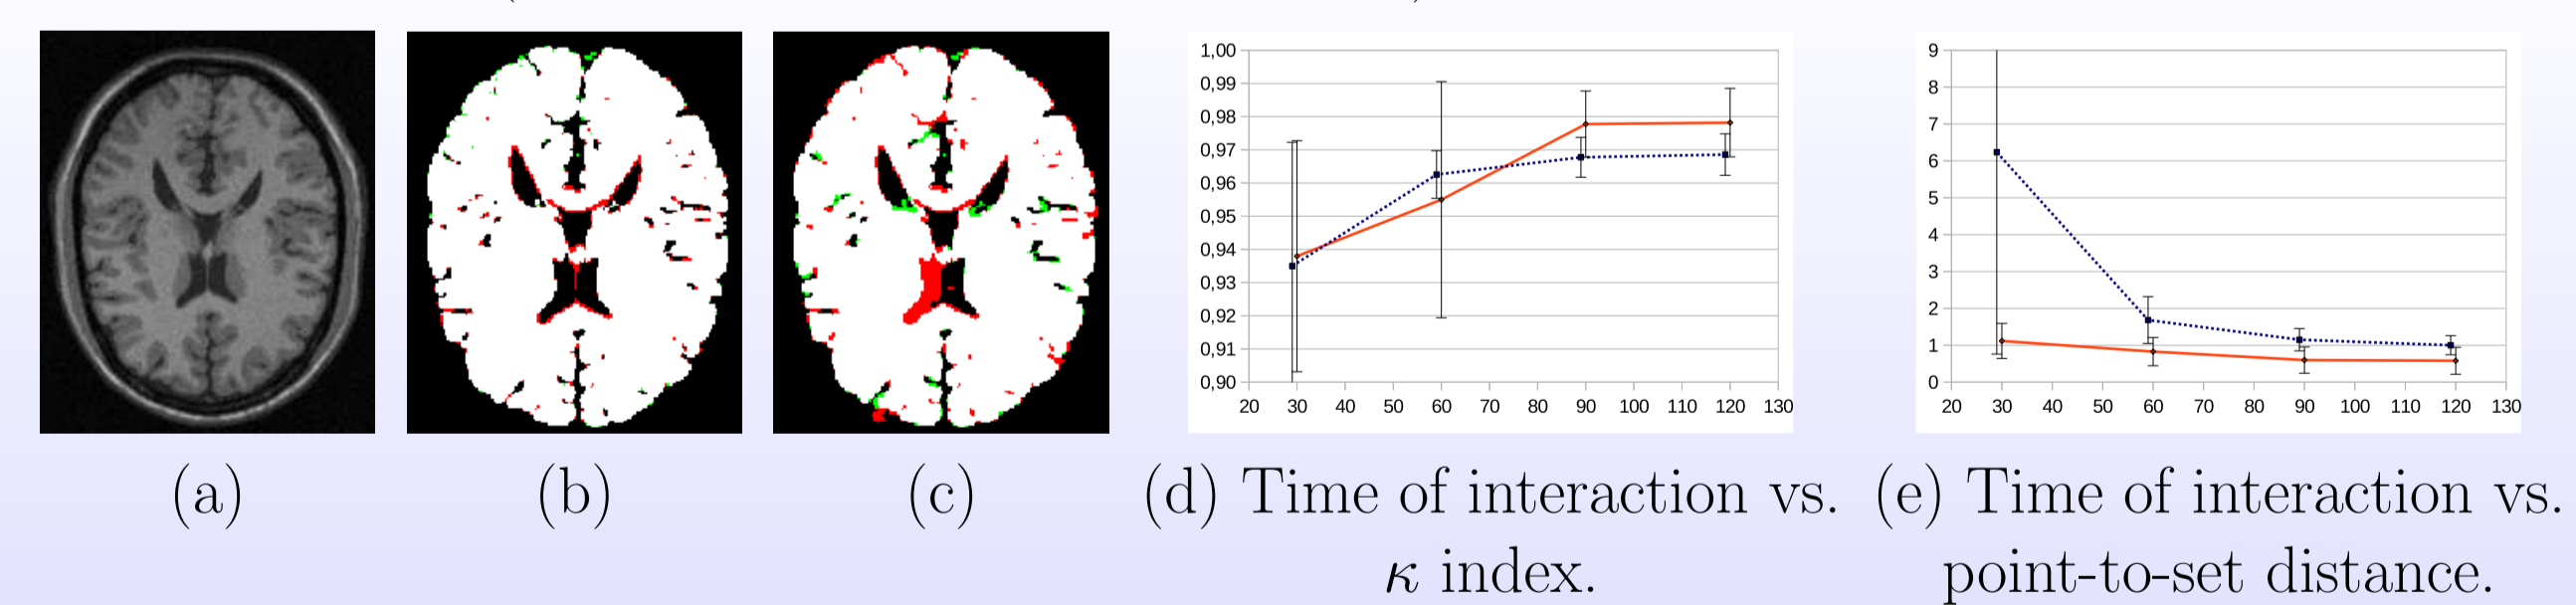 1,00
0,99
0,98
0,97
0,96
0,95
0,94
0,93
0,92
0,91
0,90
20 30 40 50 60 70 80 90 100 110 120 130
9
8
7
6
5
4
3
2
1
0
20 30 40 50 60 70 80 90 100 110 120 130
(a)
(b)
(c)
(d) Time of interaction vs.
κ index.
(e) Time of interaction vs.
point-to-set distance.